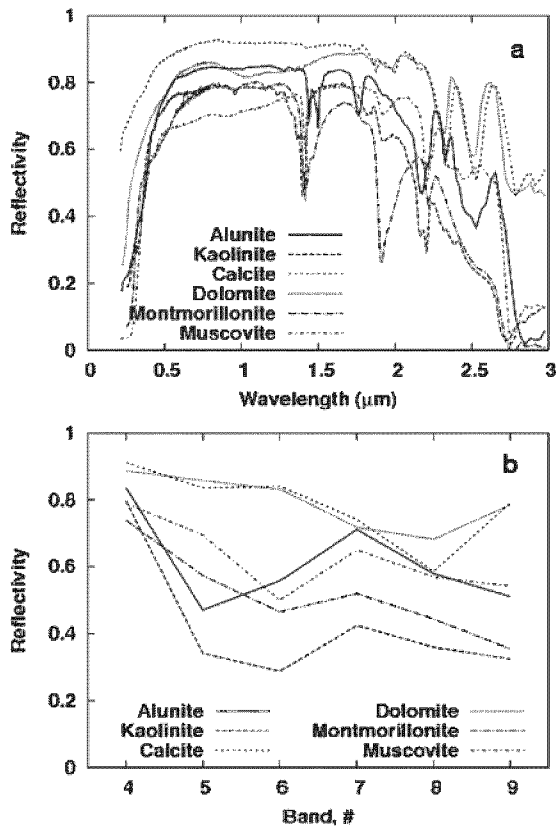 1
a
0.8
0.6
Reflectivity
0.4
Alunite
Kaolinite
0.2
Calcite
Dolomite
Montmorillonite
Muscovite
0
0 0.5 1 1.5 2 2.5 3
Wavelength (μm)
1
b
0.8
0.6
Reflectivity
0.4
0.2
Alunite Dolomite
Kaolinite Montmorillonite
Calcite Muscovite
0
4 5 6 7 8 9
Band, #